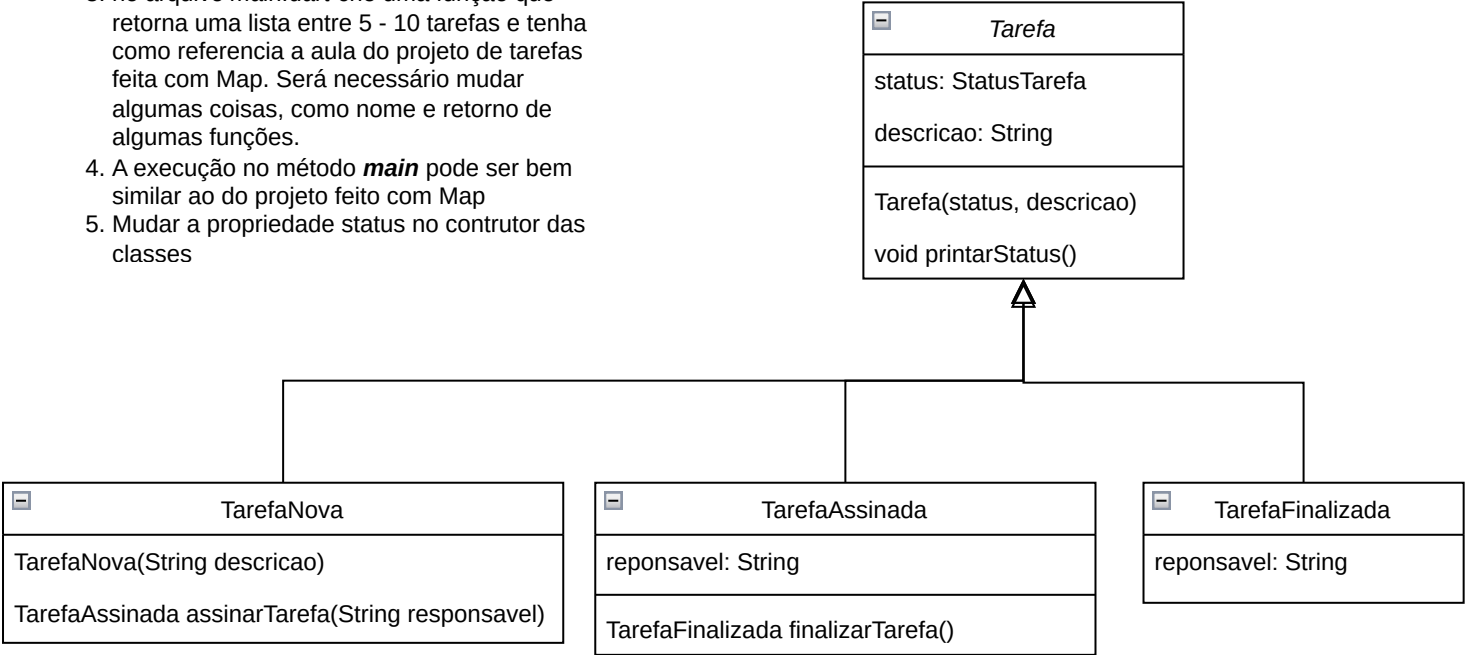 retorna uma lista entre 5 - 10 tarefas e tenha
como referencia a aula do projeto de tarefas
feita com Map. Será necessário mudar
algumas coisas, como nome e retorno de
algumas funções.
4. A execução no método main pode ser bem
similar ao do projeto feito com Map
5. Mudar a propriedade status no contrutor das
classes
Tarefa
status: StatusTarefa
descricao: String
Tarefa(status, descricao)
void printarStatus()
TarefaNova
TarefaNova(String descricao)
TarefaAssinada assinarTarefa(String responsavel)
TarefaAssinada
reponsavel: String
TarefaFinalizada finalizarTarefa()
TarefaFinalizada
reponsavel: String